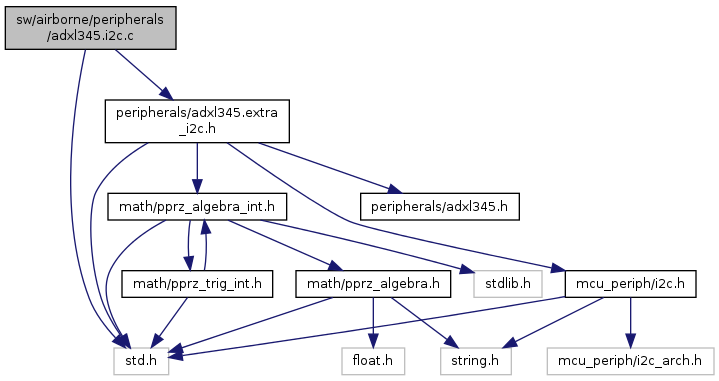 sw/airborne/peripherals
/adxl345.i2c.c
peripherals/adxl345.extra
_i2c.h
math/pprz_algebra_int.h
peripherals/adxl345.h
math/pprz_trig_int.h
math/pprz_algebra.h
stdlib.h
mcu_periph/i2c.h
std.h
float.h
string.h
mcu_periph/i2c_arch.h